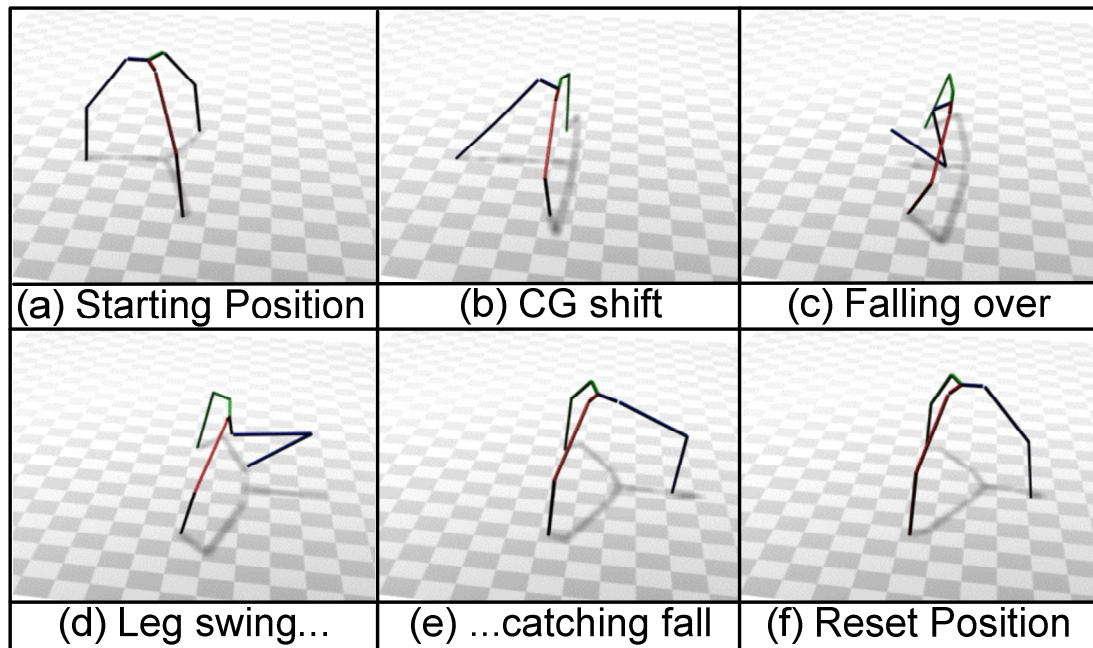 (a) Starting Position
(b) CG shift
(c) Falling over
(d) Leg swing...
(e) ...catching fall
(f) Reset Position